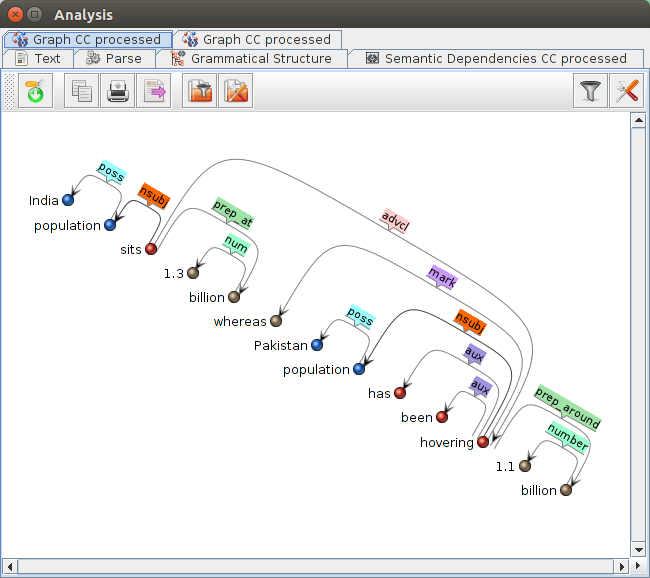 Analysis
Graph CC processed
Graph CC processed
Text
Parse
Grammatical Structure
Semantic Dependencies CC processed
poss
India
nsubj
population
advcl
prep_at
sits
num
1.3
mark
billion
whereas
poss
nsubj
Pakistan
aux
population
aux
has
prep_around
been
number
hovering
1.1
billion